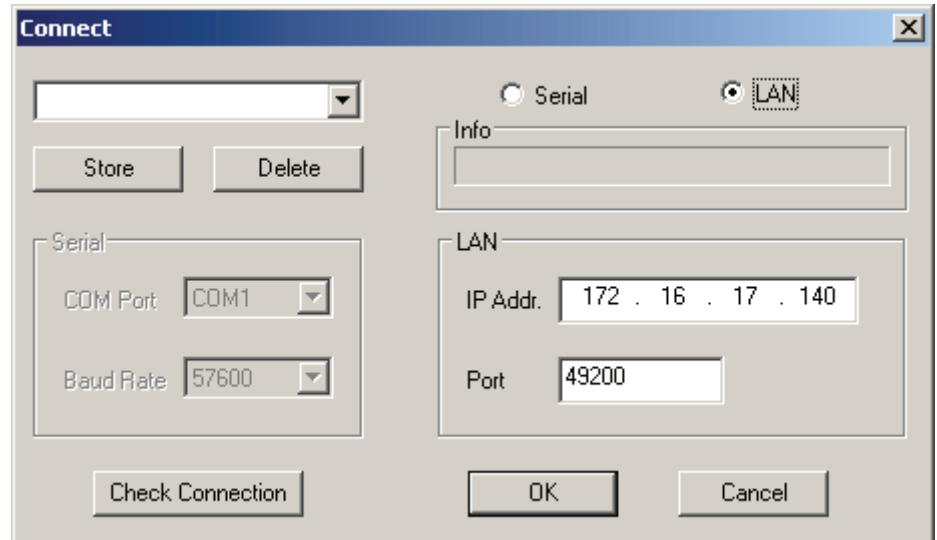 Connect
Serial
LAN
Info
Store
Delete
Serial
COM Port
COM1
Baud Rate
57600
LAN
IP Addr.
172 . 16 . 17 . 140
Port
49200
Check Connection
OK
Cancel